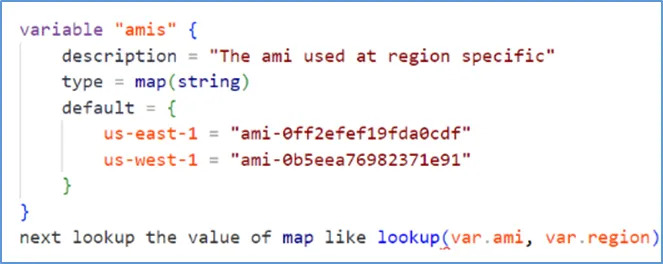 variable "amis" {
description = "The ami used at region specific"
type = map(string)
default = {
us-east-1 = "ami-0ff2efef19fda0cdf"
us-west-1 = "ami-0b5eea76982371e91"
}
}
next lookup the value of map like lookup(var.ami, var.region)